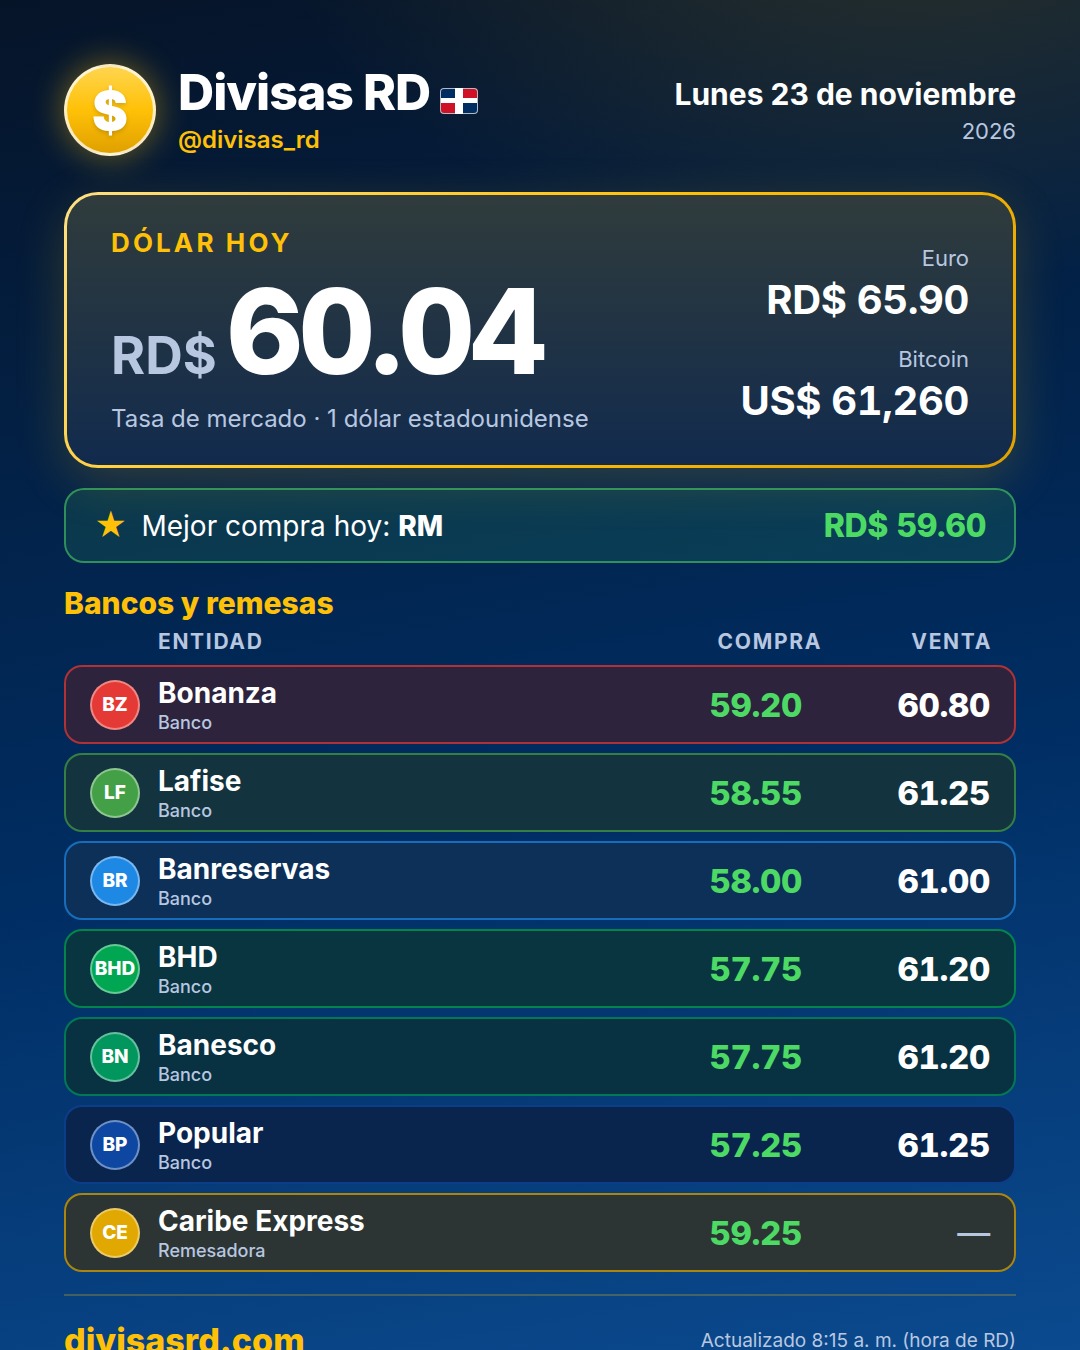 $
Divisas RD
@divisas_rd
Lunes 23 de noviembre
2026
DÓLAR HOY
RD$ 60.04
Tasa de mercado · 1 dólar estadounidense
Euro
RD$ 65.90
Bitcoin
US$ 61,260
★ Mejor compra hoy: RM RD$ 59.60
Bancos y remesas
ENTIDAD COMPRA VENTA
BZ Bonanza 59.20 60.80
Banco
LF Lafise 58.55 61.25
Banco
BR Banreservas 58.00 61.00
Banco
BHD BHD 57.75 61.20
Banco
BN Banesco 57.75 61.20
Banco
BP Popular 57.25 61.25
Banco
CE Caribe Express 59.25 —
Remesadora
divisasrd.com Actualizado 8:15 a. m. (hora de RD)